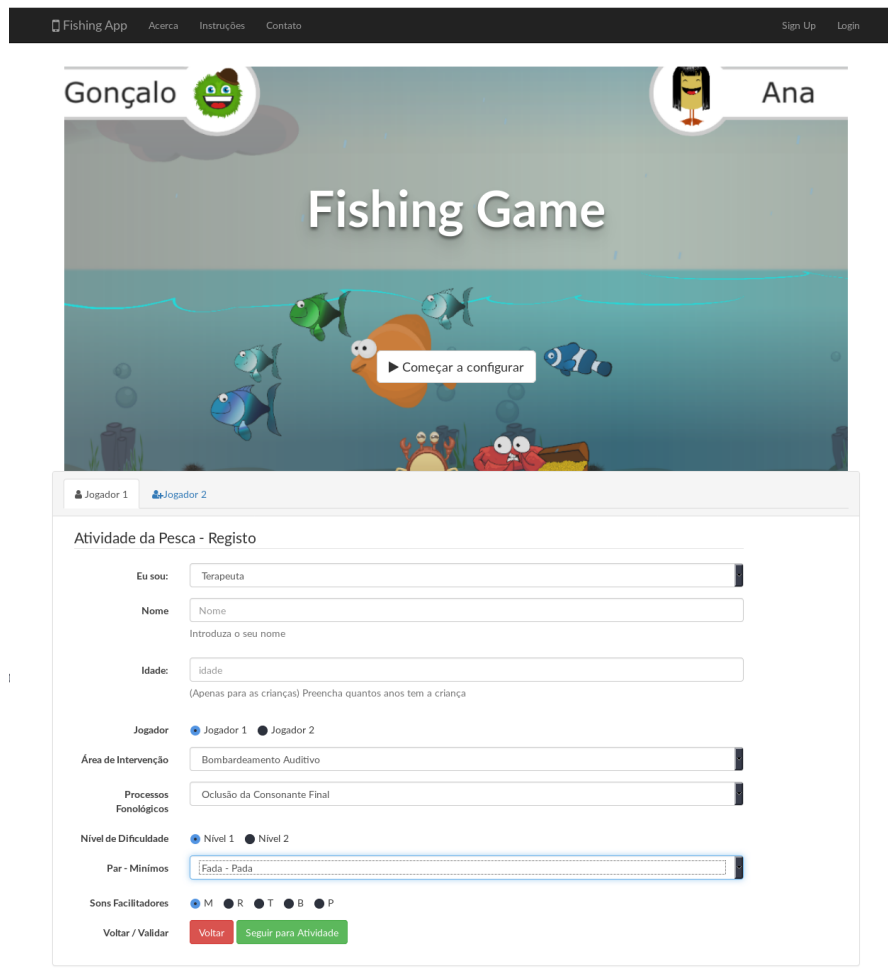 Fishing App Acerca Instruções Contato Sign Up Login
Gonçalo Ana
Fishing Game
Começar a configurar
Jogador 1 Jogador 2
Atividade da Pesca - Registo
Eu sou: Terapeuta
Nome Nome
Introduza o seu nome
Idade: idade
(Apenas para as crianças) Preencha quantos anos tem a criança
Jogador Jogador 1 Jogador 2
Área de Intervenção Bombardeamento Auditivo
Processos Oclusão da Consonante Final
Fonológicos
Nível de Dificuldade Nível 1 Nível 2
Par - Minímos Fada - Pada
Sons Facilitadores M R T B P
Voltar / Validar Voltar Seguir para Atividade